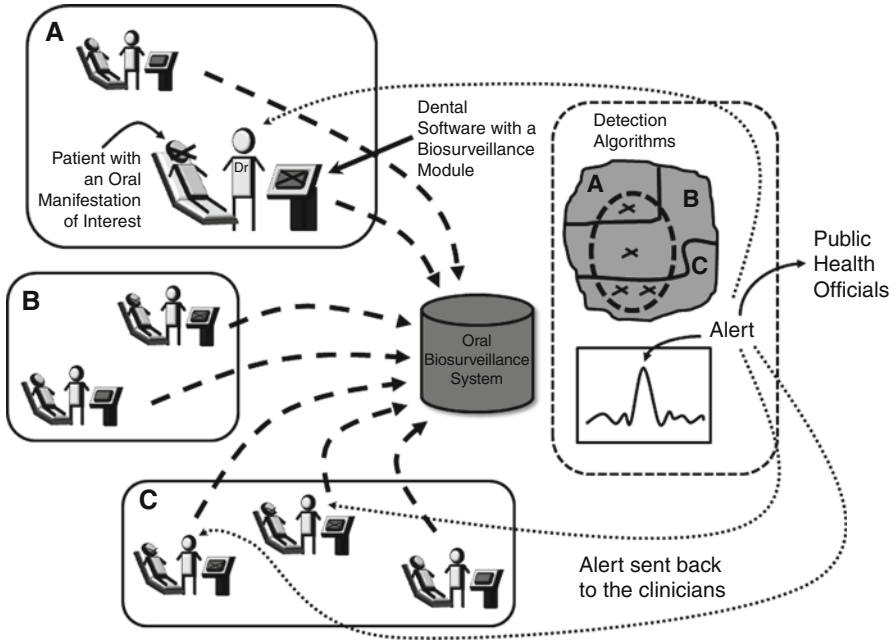 A
Patient with
an Oral
Manifestation
of Interest
Dr
Dental
Software with a
Biosurveillance
Module
B
C
Oral
Biosurveillance
System
Detection
Algorithms
A
B
C
Alert
Public
Health
Officials
Alert sent back
to the clinicians